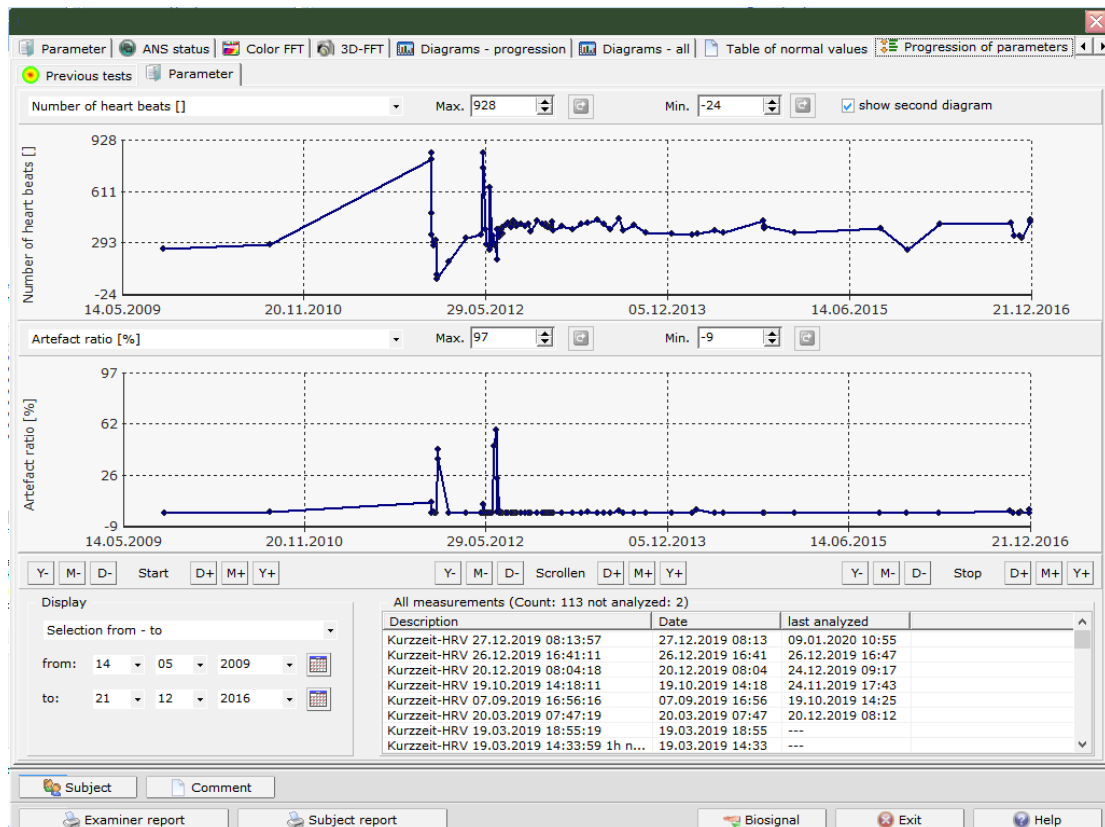 Parameter ANS status Color FFT 3D-FFT Diagrams - progression Diagrams - all Table of normal values Progression of parameters
Previous tests Parameter
Number of heart beats [] Max. 928 Min. -24 show second diagram
Number of heart beats []
928
611
293
-24
14.05.2009 20.11.2010 29.05.2012 05.12.2013 14.06.2015 21.12.2016
Artefact ratio [%] Max. 97 Min. -9
Artefact ratio [%]
97
62
26
-9
14.05.2009 20.11.2010 29.05.2012 05.12.2013 14.06.2015 21.12.2016
Y- M- D- Start D+ M+ Y+ Y- M- D- Scrollen D+ M+ Y+ Y- M- D- Stop D+ M+ Y+
Display
Selection from - to
from: 14 05 2009
to: 21 12 2016
All measurements (Count: 113 not analyzed: 2)
Description Date last analyzed
Kurzzeit-HRV 27.12.2019 08:13:57 27.12.2019 08:13 09.01.2020 10:55
Kurzzeit-HRV 26.12.2019 16:41:11 26.12.2019 16:41 26.12.2019 16:47
Kurzzeit-HRV 20.12.2019 08:04:18 20.12.2019 08:04 24.12.2019 09:17
Kurzzeit-HRV 19.10.2019 14:18:11 19.10.2019 14:18 24.11.2019 17:43
Kurzzeit-HRV 07.09.2019 16:56:16 07.09.2019 16:56 19.10.2019 14:25
Kurzzeit-HRV 20.03.2019 07:47:19 20.03.2019 07:47 20.12.2019 08:12
Kurzzeit-HRV 19.03.2019 18:55:19 19.03.2019 18:55 ---
Kurzzeit-HRV 19.03.2019 14:33:59 1h n... 19.03.2019 14:33 ---
Subject Comment
Examiner report Subject report Biosignal Exit Help